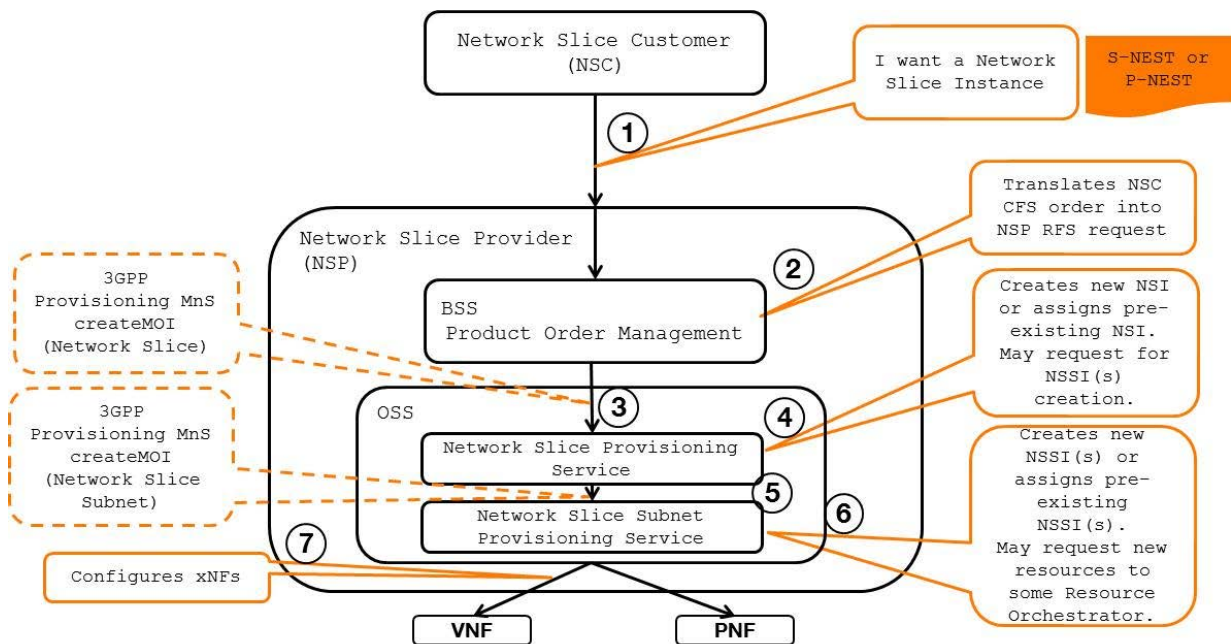 Network Slice Customer
(NSC)
I want a Network
Slice Instance
S-NEST or
P-NEST
1
Translates NSC
CFS order into
NSP RFS request
Network Slice Provider
(NSP)
2
3GPP
Provisioning MnS
createMOI
(Network Slice)
BSS
Product Order Management
Creates new NSI
or assigns pre-
existing NSI.
May request for
NSSI(s)
creation.
3
OSS
4
3GPP
Provisioning MnS
createMOI
(Network Slice
Subnet)
Network Slice Provisioning
Service
5
Network Slice Subnet
Provisioning Service
6
Creates new
NSSI(s) or
assigns pre-
existing
NSSI(s).
May request new
resources to
some Resource
Orchestrator.
7
Configures xNFs
VNF
PNF